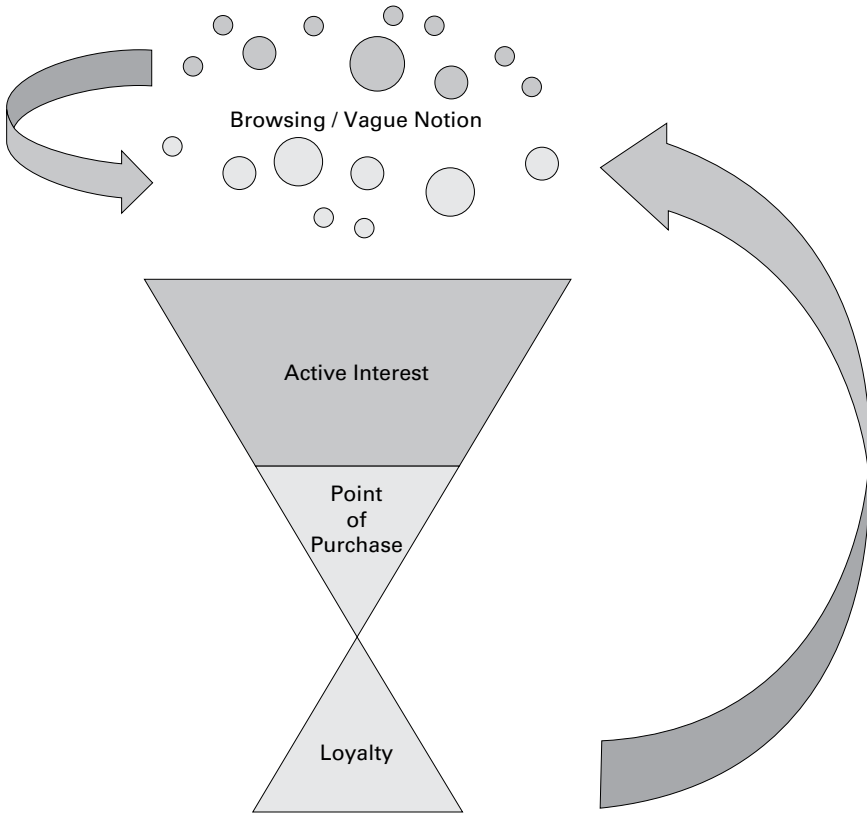 Browsing / Vague Notion
Active Interest
Point
of
Purchase
Loyalty